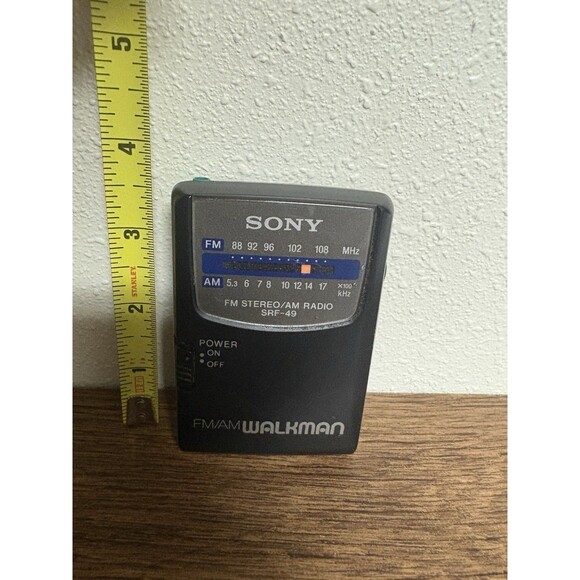 5
4
3
STANLEY
2
1
SONY
FM 88 92 96 102 108 MHz
AM 5.3 6 7 8 10 12 14 17 ×100 kHz
FM STEREO/AM RADIO
SRF-49
POWER
ON
OFF
FM/AM WALKMAN